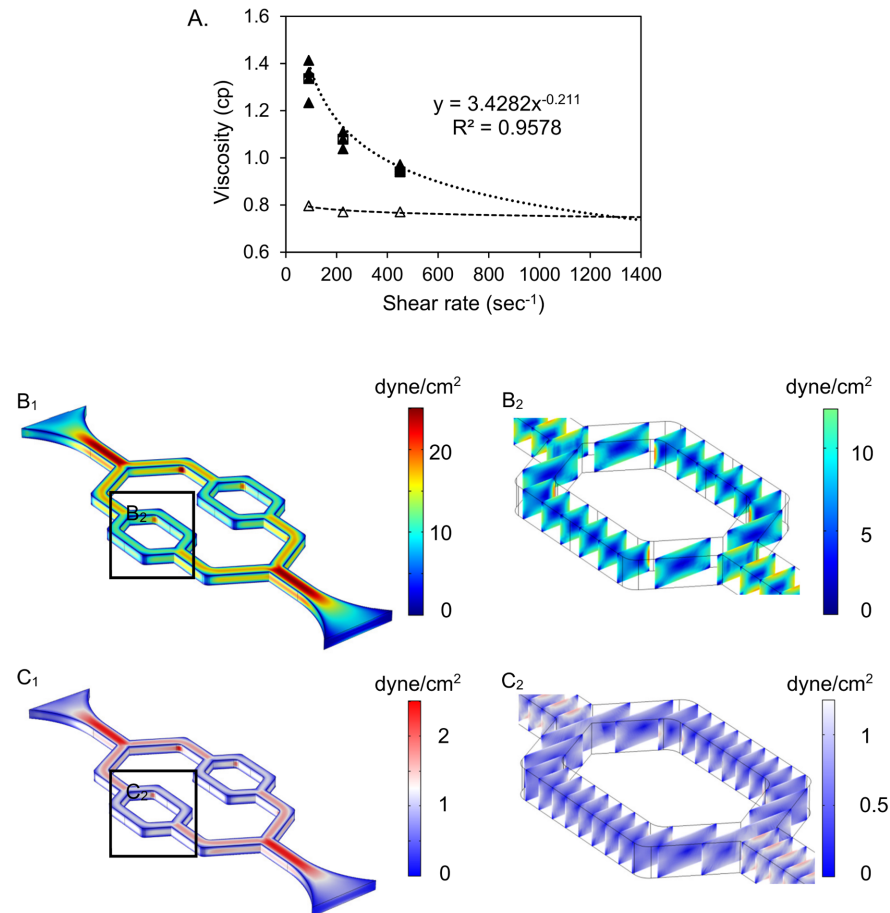 A.
1.6
1.4
1.2
1.0
0.8
0.6
Viscosity (cp)
y = 3.4282x^-0.211
R² = 0.9578
0 200 400 600 800 1000 1200 1400
Shear rate (sec⁻¹)
B₁
dyne/cm²
20
10
0
B₂
B₂
dyne/cm²
10
5
0
C₁
dyne/cm²
2
1
0
C₂
C₂
dyne/cm²
1
0.5
0